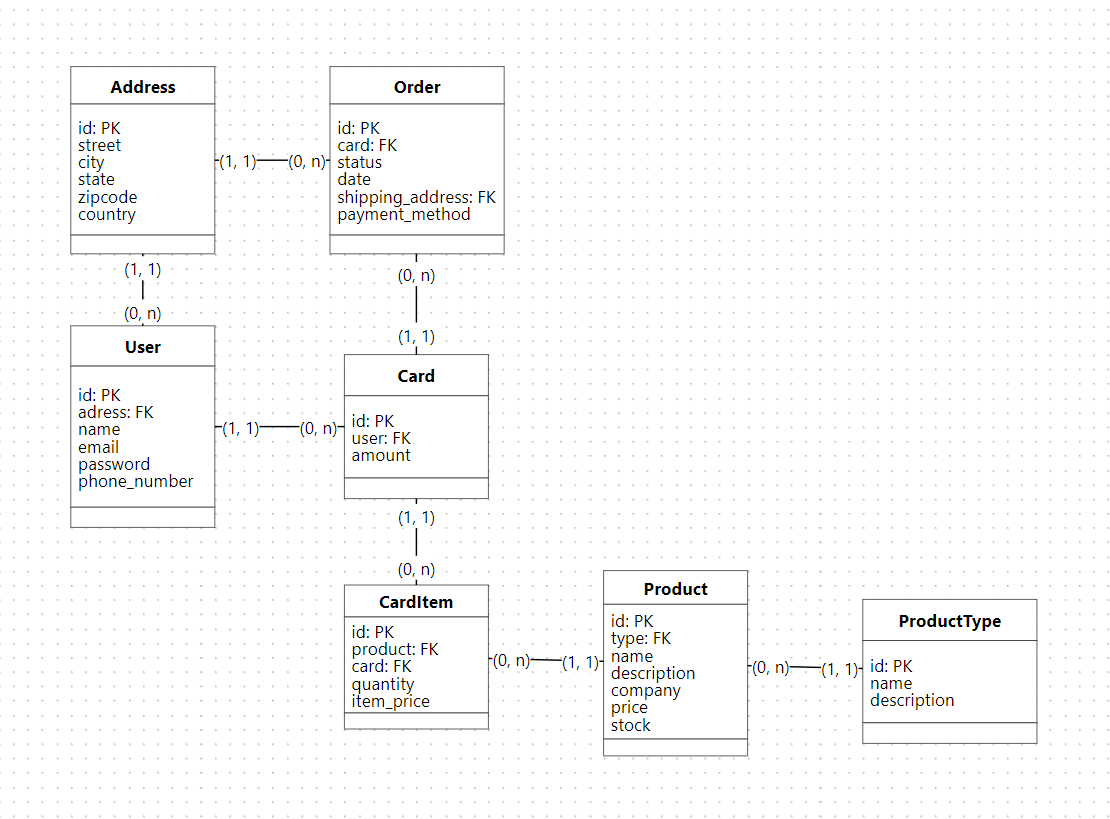 Address
id: PK
street
city
state
zipcode
country
(1, 1)
(0, n)
Order
id: PK
card: FK
status
date
shipping_address: FK
payment_method
(1, 1)
(0, n)
(0, n)
(1, 1)
User
id: PK
adress: FK
name
email
password
phone_number
(1, 1)
(0, n)
Card
id: PK
user: FK
amount
(1, 1)
(0, n)
CardItem
id: PK
product: FK
card: FK
quantity
item_price
(0, n)
(1, 1)
Product
id: PK
type: FK
name
description
company
price
stock
(0, n)
(1, 1)
ProductType
id: PK
name
description